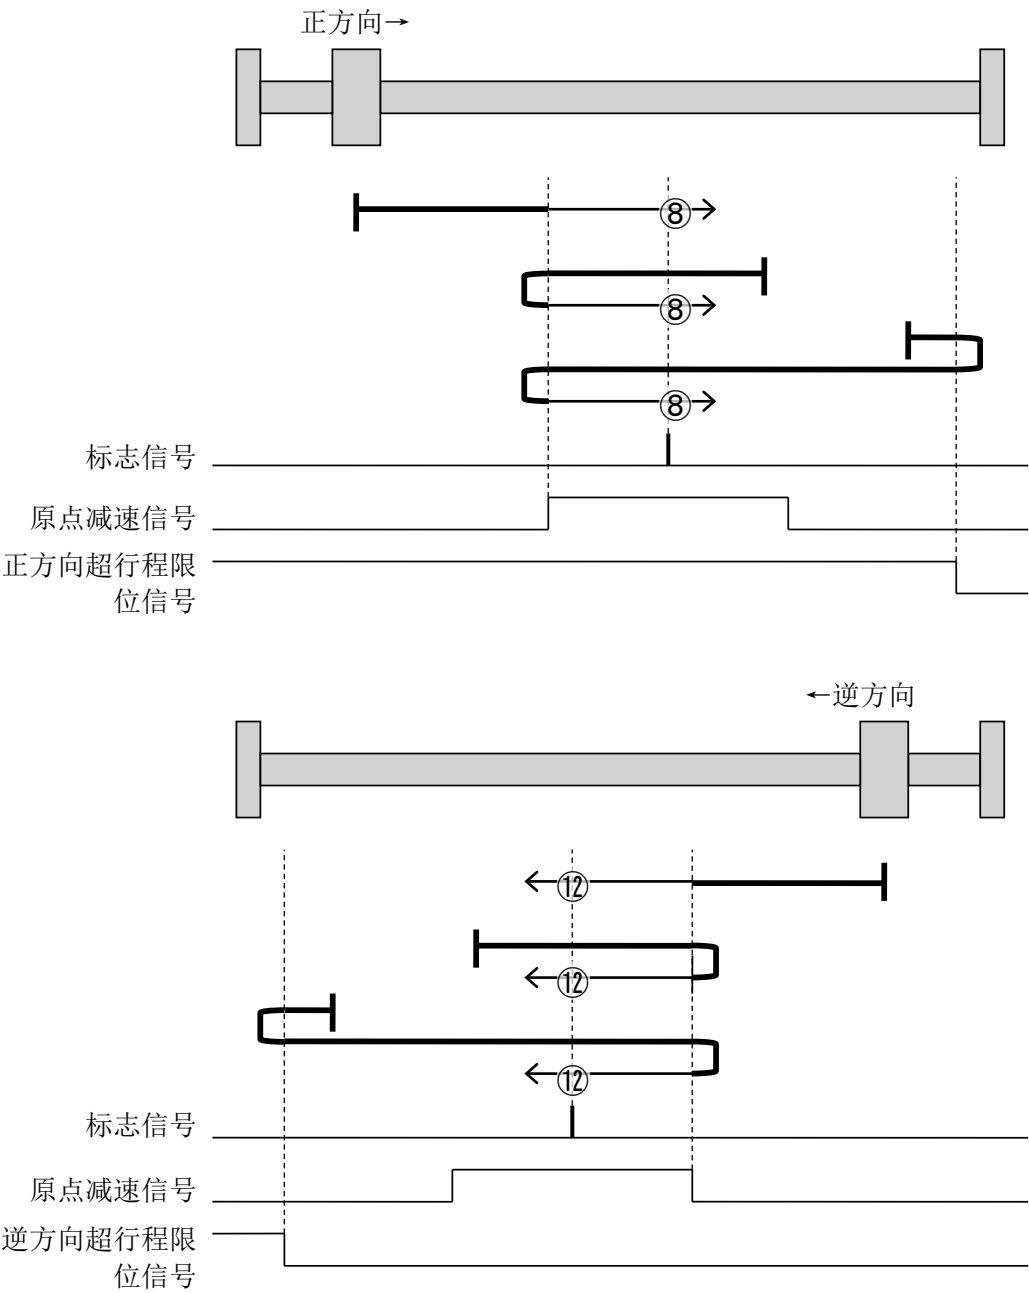 正方向→
⑧
⑧
⑧
标志信号
原点减速信号
正方向超行程限
位信号
←逆方向
⑫
⑫
⑫
标志信号
原点减速信号
逆方向超行程限
位信号